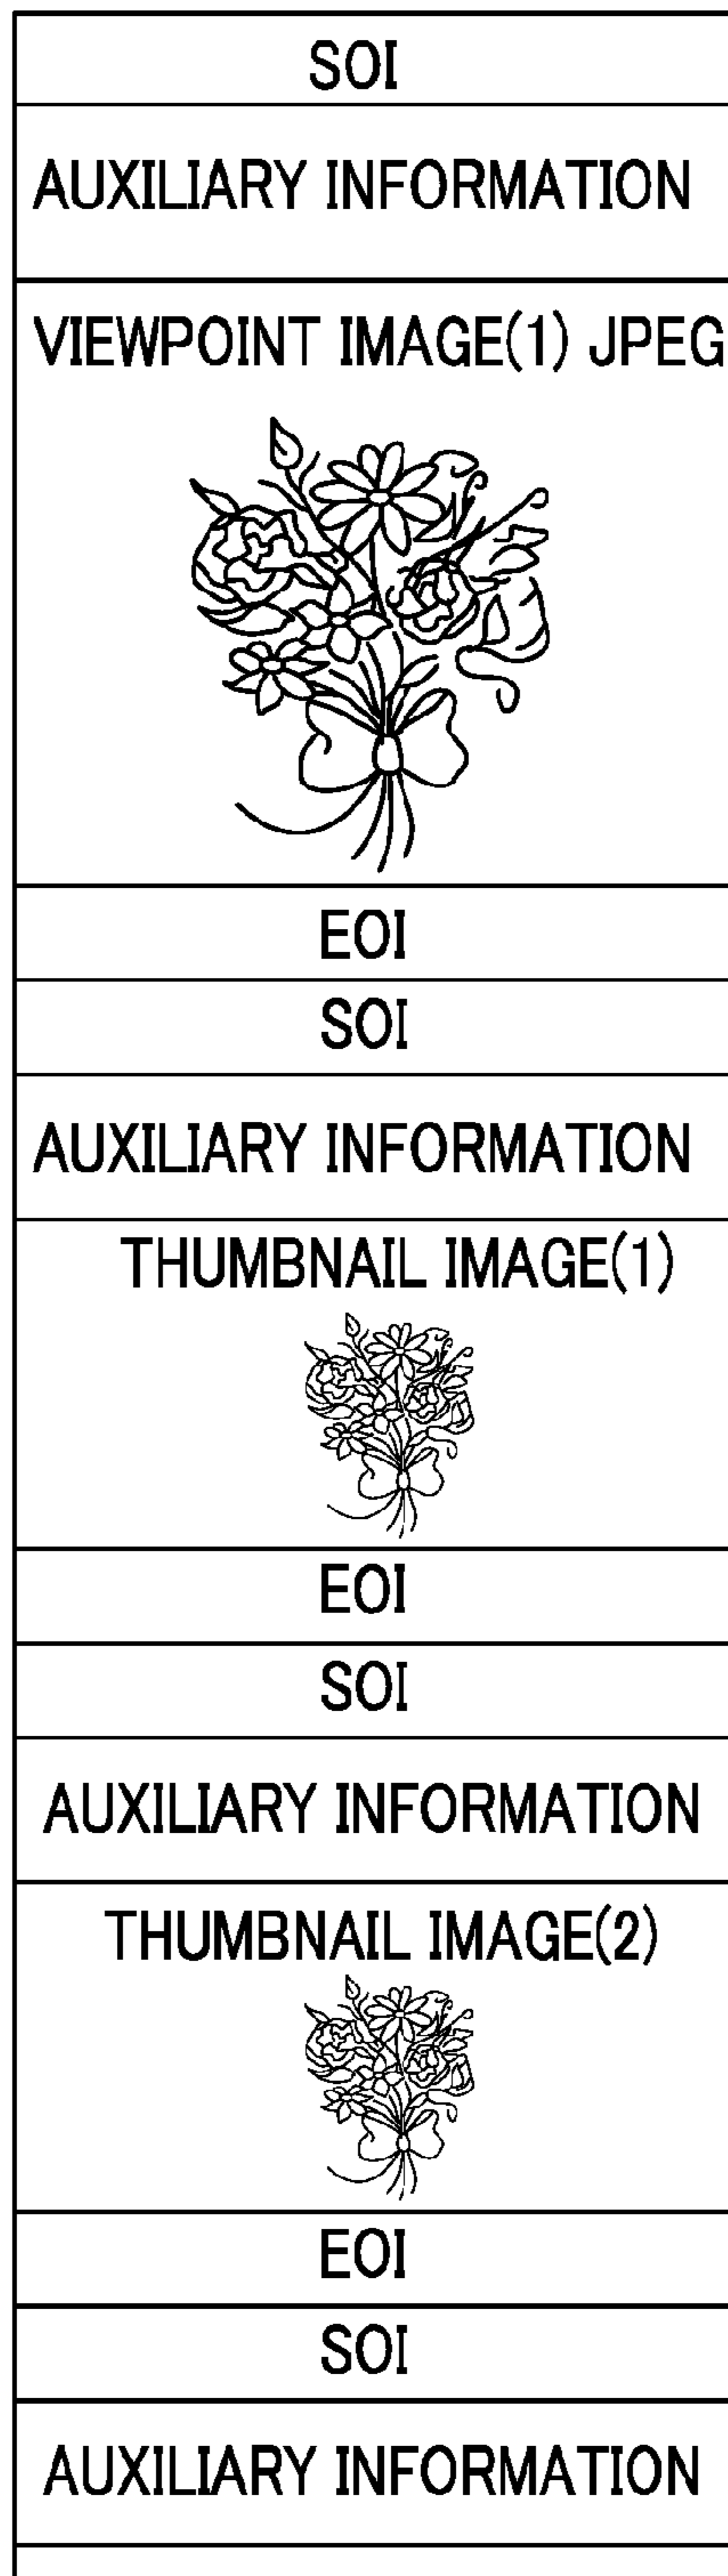 SOI
AUXILIARY INFORMATION
VIEWPOINT IMAGE(1) JPEG
EOI
SOI
AUXILIARY INFORMATION
THUMBNAIL IMAGE(1)
EOI
SOI
AUXILIARY INFORMATION
THUMBNAIL IMAGE(2)
EOI
SOI
AUXILIARY INFORMATION